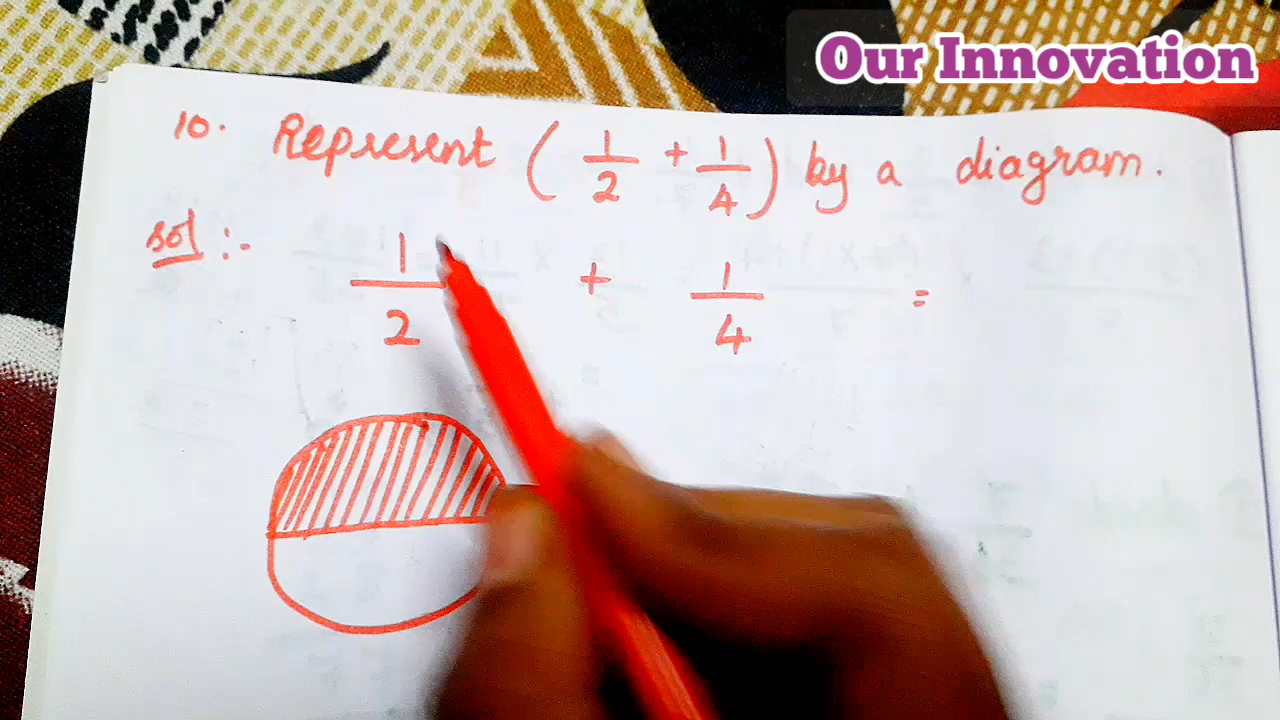 Our Innovation
10. Represent ( 1/2 + 1/4 ) by a diagram.
sol :- 1/2 + 1/4 =